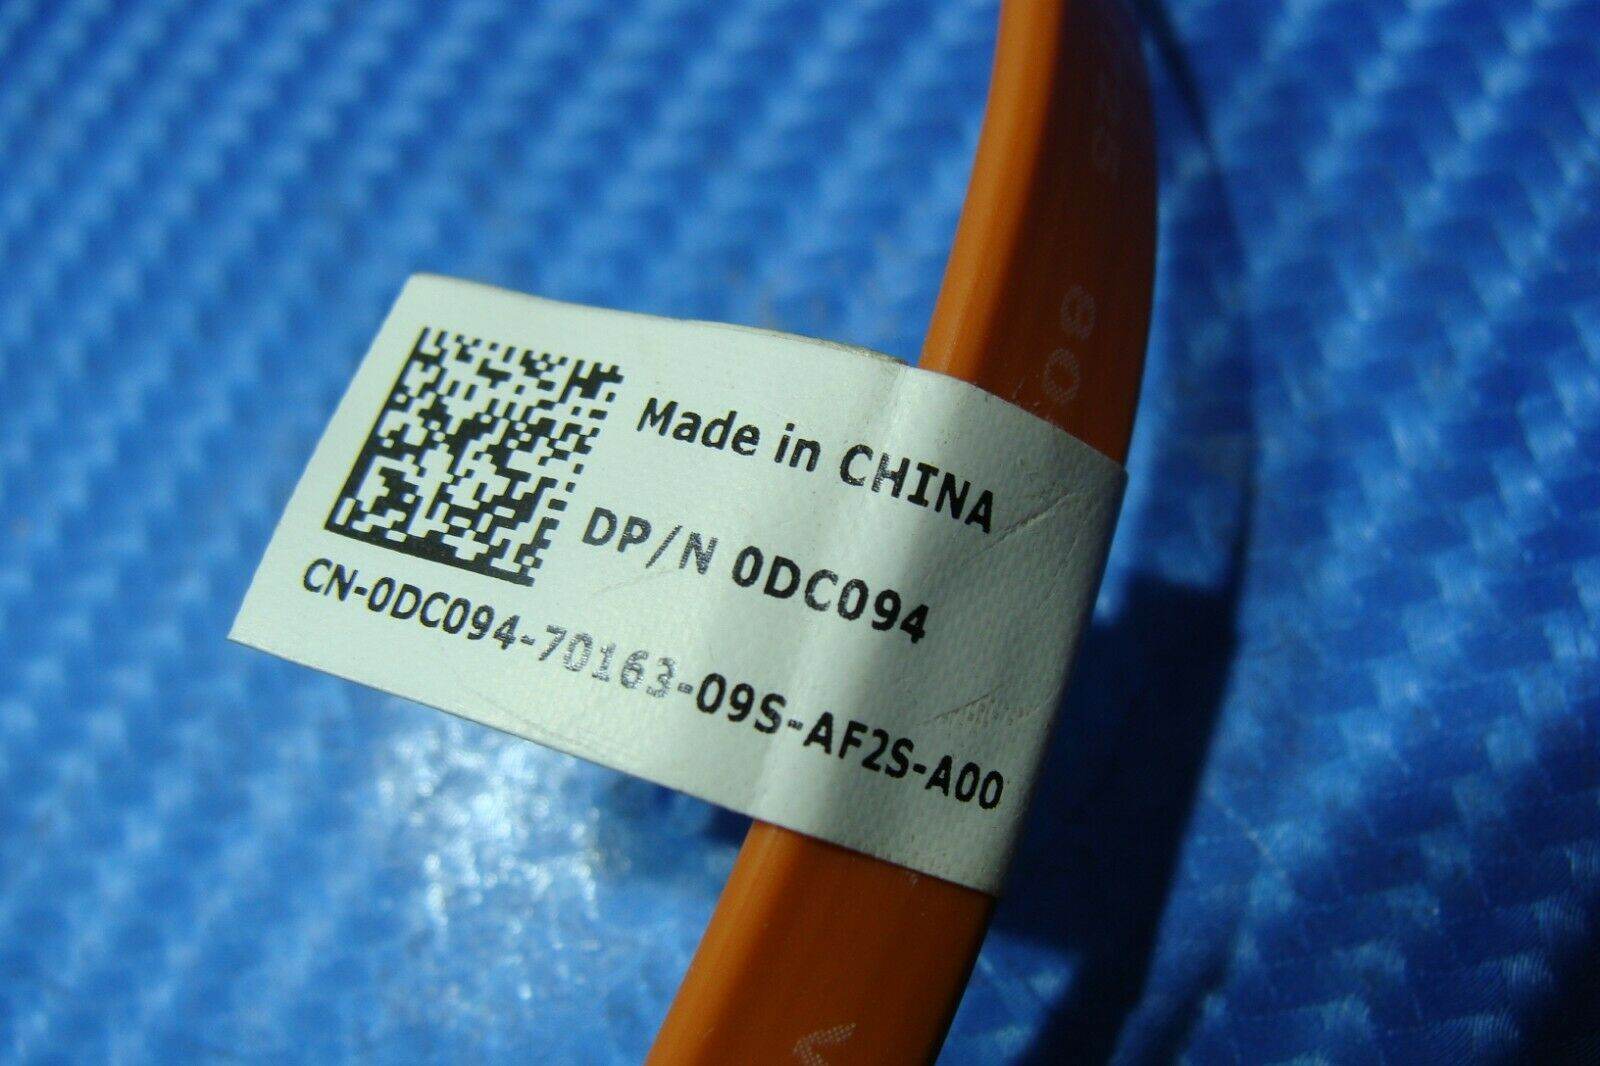 Made in CHINA
DP/N 0DC094
CN-0DC094-70163-09S-AF2S-A00